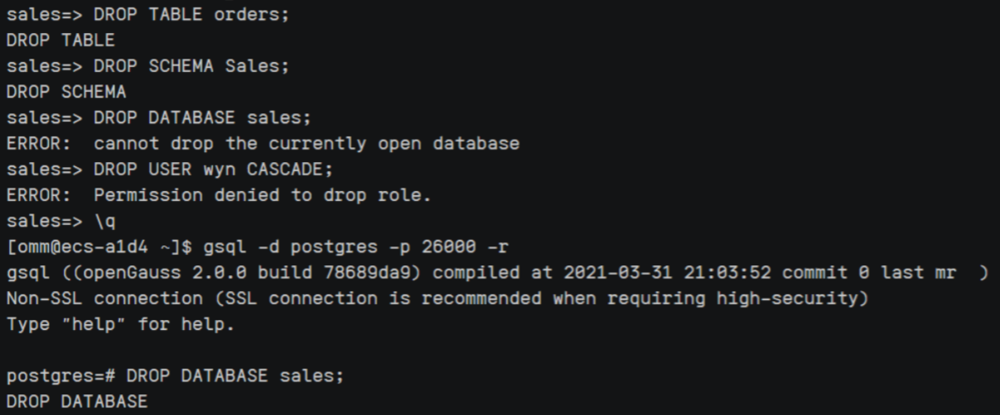 sales=> DROP TABLE orders;
DROP TABLE
sales=> DROP SCHEMA Sales;
DROP SCHEMA
sales=> DROP DATABASE sales;
ERROR:  cannot drop the currently open database
sales=> DROP USER wyn CASCADE;
ERROR:  Permission denied to drop role.
sales=> \q
[omm@ecs-a1d4 ~]$ gsql -d postgres -p 26000 -r
gsql ((openGauss 2.0.0 build 78689da9) compiled at 2021-03-31 21:03:52 commit 0 last mr  )
Non-SSL connection (SSL connection is recommended when requiring high-security)
Type "help" for help.

postgres=# DROP DATABASE sales;
DROP DATABASE